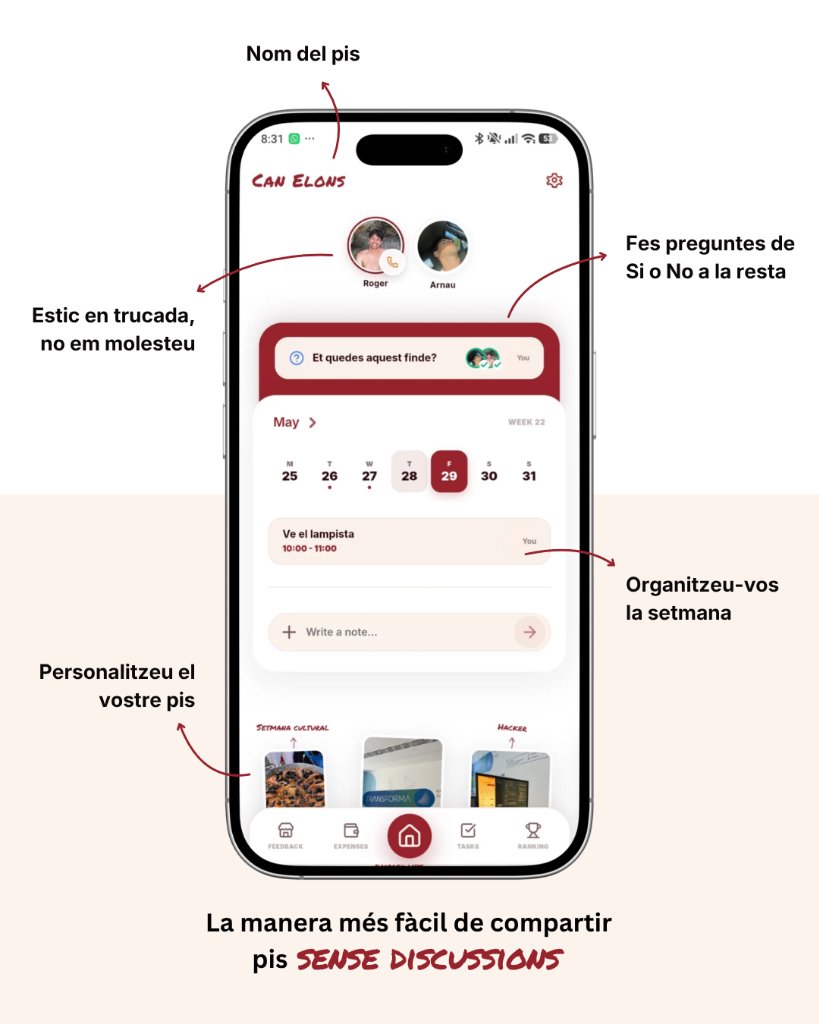 Nom del pis
8:31
58
CAN ELONS
Roger
Arnau
Fes preguntes de
Si o No a la resta
Estic en trucada,
no em molesteu
Et quedes aquest finde?
You
May
WEEK 22
M T W T F S S
25 26 27 28 29 30 31
Ve el lampista
10:00 - 11:00
You
Organitzeu-vos
la setmana
Write a note...
Personalitzeu el
vostre pis
SETMANA CULTURAL
HACKER
TRANSFORMA
FEEDBACK
EXPENSES
TASKS
RANKING
La manera més fàcil de compartir
pis SENSE DISCUSSIONS